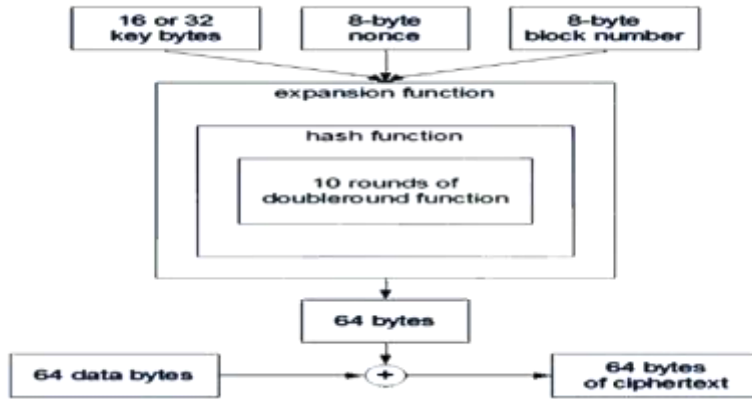 16 or 32
key bytes
8-byte
nonce
8-byte
block number
expansion function
hash function
10 rounds of
doubleround function
64 bytes
64 data bytes
+
64 bytes
of ciphertext